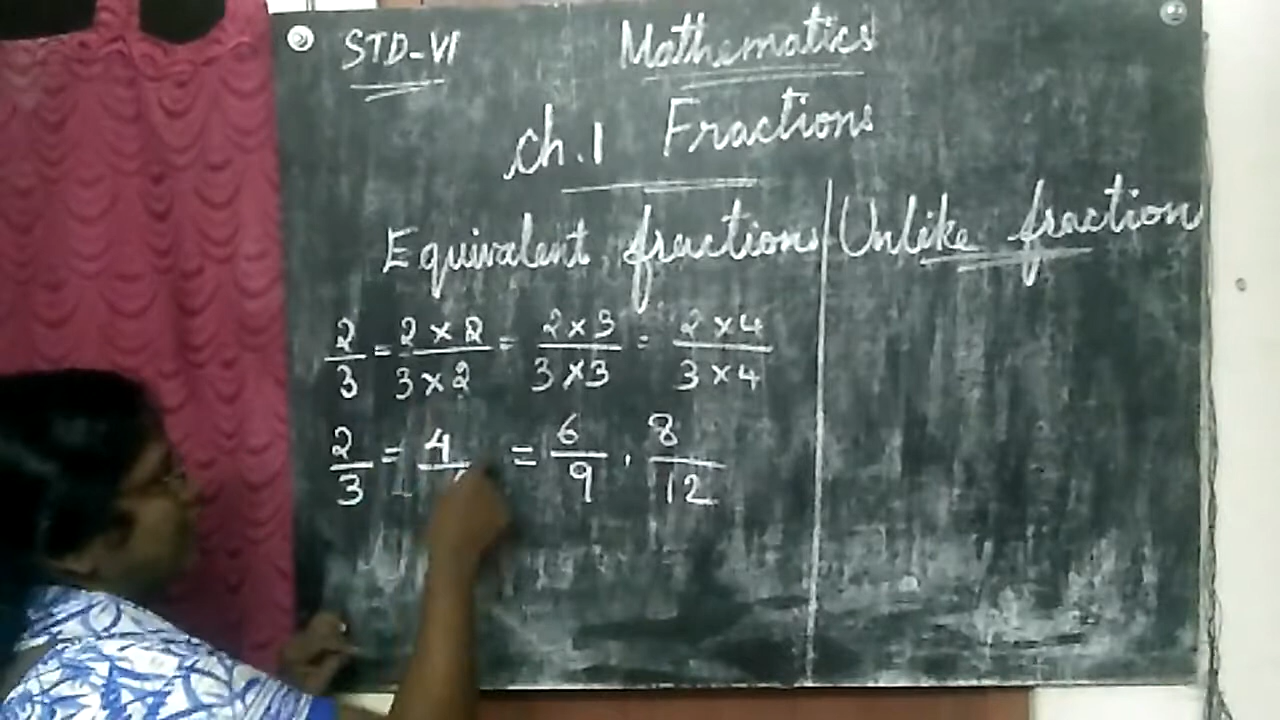 STD-VI
Mathematics
Ch.1 Fractions
Equivalent fractions
Unlike fraction
2/3 = 2 × 2/3 × 2 = 2 × 3/3 × 3 = 2 × 4/3 × 4
2/3 = 4/ = 6/9 . 8/12